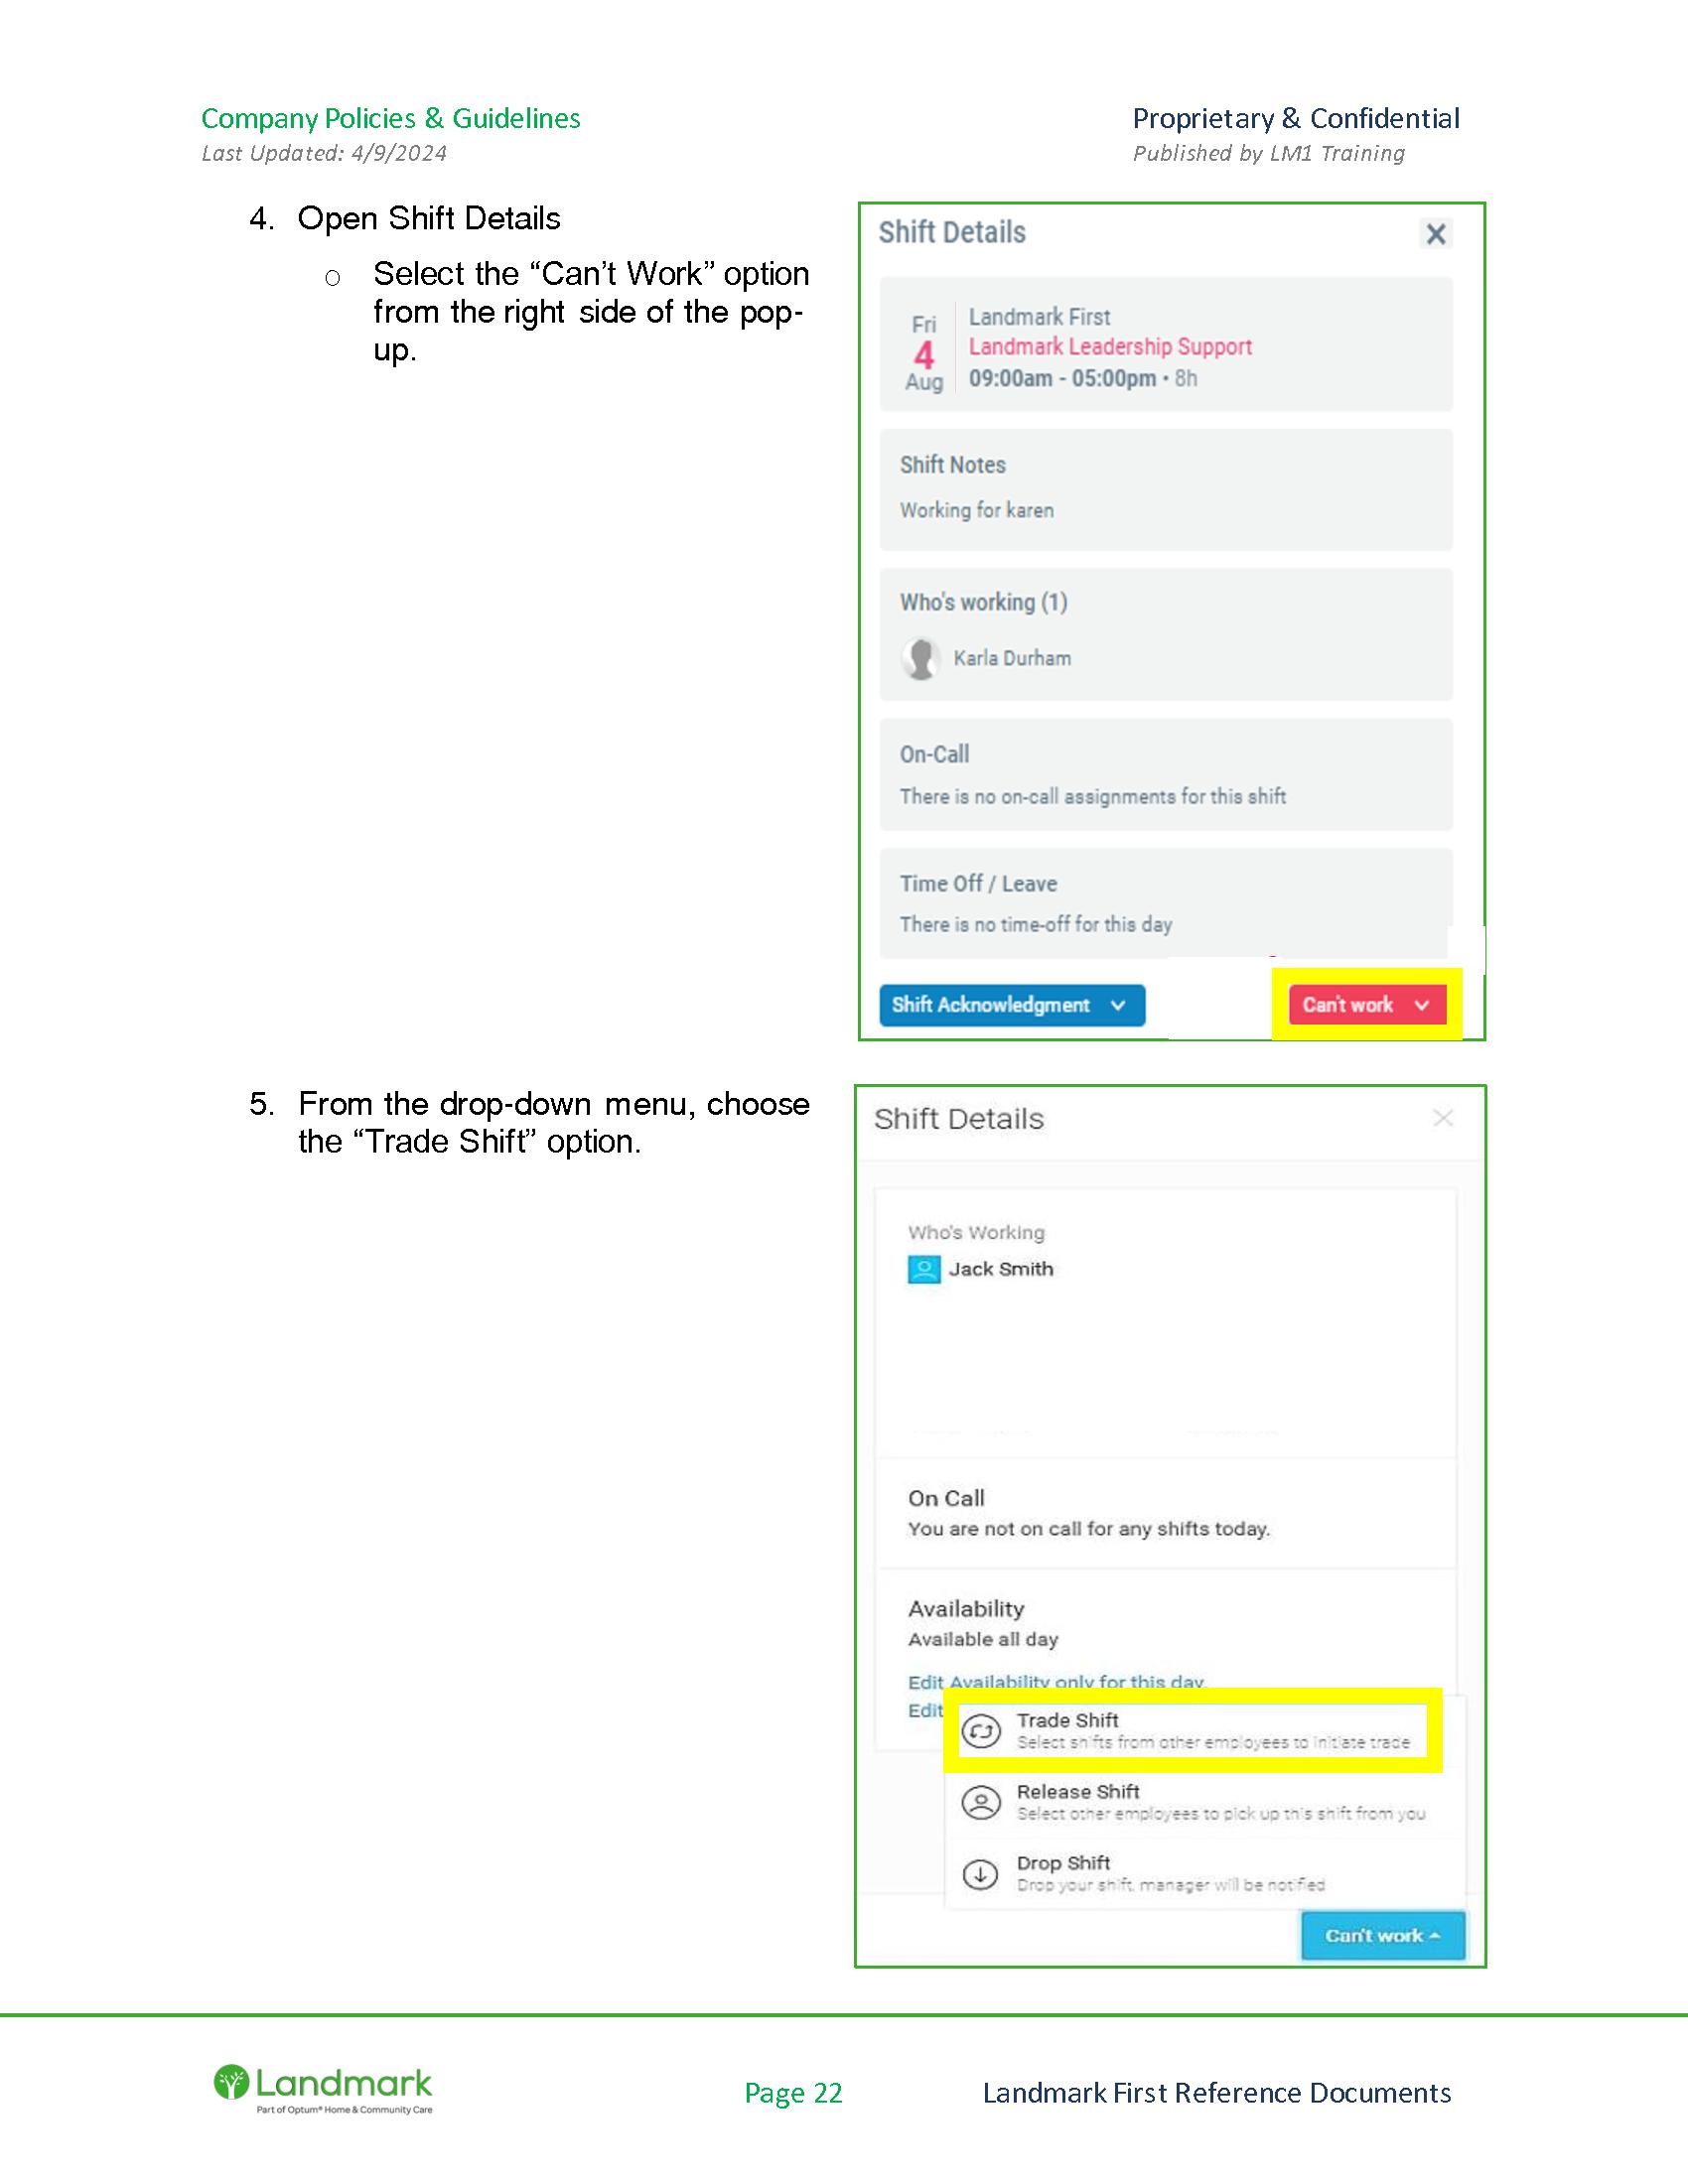 Company Policies & Guidelines
Proprietary & Confidential
Last Updated: 4/9/2024
Published by LM1 Training
4. Open Shift Details
o Select the “Can’t Work” option
from the right side of the pop-
up.
Shift Details
Fri
4
Aug
Landmark First
Landmark Leadership Support
09:00am - 05:00pm • 8h
Shift Notes
Working for karen
Who's working (1)
Karla Durham
On-Call
There is no on-call assignments for this shift
Time Off / Leave
There is no time-off for this day
Shift Acknowledgment
Can't work
5. From the drop-down menu, choose
the “Trade Shift” option.
Shift Details
Who's Working
Jack Smith
On Call
You are not on call for any shifts today.
Availability
Available all day
Edit Availability only for this day.
Edit
Trade Shift
Select shifts from other employees to initiate trade
Release Shift
Select other employees to pick up this shift from you
Drop Shift
Drop your shift, manager will be notified
Can't work
Landmark
Part of Optum® Home & Community Care
Page 22
Landmark First Reference Documents